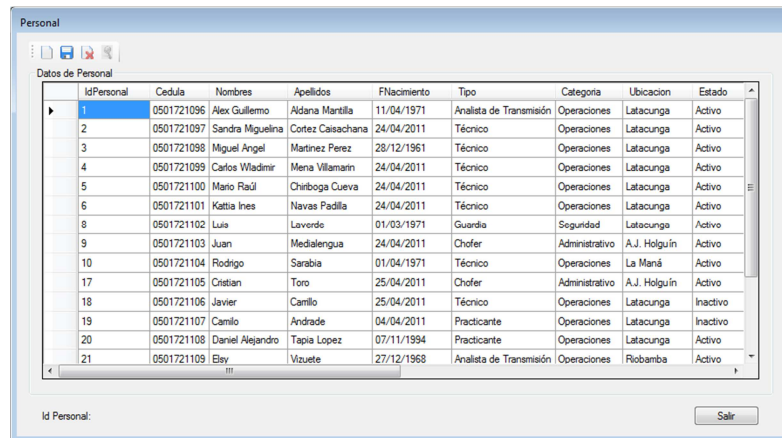 Personal
Datos de Personal
IdPersonal Cedula Nombres Apellidos FNacimiento Tipo Categoria Ubicacion Estado
1 0501721096 Alex Guillermo Aldana Mantilla 11/04/1971 Analista de Transmisión Operaciones Latacunga Activo
2 0501721097 Sandra Miguelina Cortez Caisachana 24/04/2011 Técnico Operaciones Latacunga Activo
3 0501721098 Miguel Angel Martinez Perez 28/12/1961 Técnico Operaciones Latacunga Activo
4 0501721099 Carlos Wladimir Mena Villamarin 24/04/2011 Técnico Operaciones Latacunga Activo
5 0501721100 Mario Raúl Chiriboga Cueva 24/04/2011 Técnico Operaciones Latacunga Activo
6 0501721101 Kattia Ines Navas Padilla 24/04/2011 Técnico Operaciones Latacunga Activo
8 0501721102 Luis Laverde 01/03/1971 Guardia Seguridad Latacunga Activo
9 0501721103 Juan Medialengua 24/04/2011 Chofer Administrativo A.J. Holguín Activo
10 0501721104 Rodrigo Sarabia 01/04/1971 Técnico Operaciones La Maná Activo
17 0501721105 Cristian Toro 25/04/2011 Chofer Administrativo A.J. Holguín Activo
18 0501721106 Javier Carrillo 25/04/2011 Técnico Operaciones Latacunga Inactivo
19 0501721107 Camilo Andrade 04/04/2011 Practicante Operaciones Latacunga Inactivo
20 0501721108 Daniel Alejandro Tapia Lopez 07/11/1994 Practicante Operaciones Latacunga Activo
21 0501721109 Elsy Vizuete 27/12/1968 Analista de Transmisión Operaciones Riobamba Activo
Id Personal: Salir